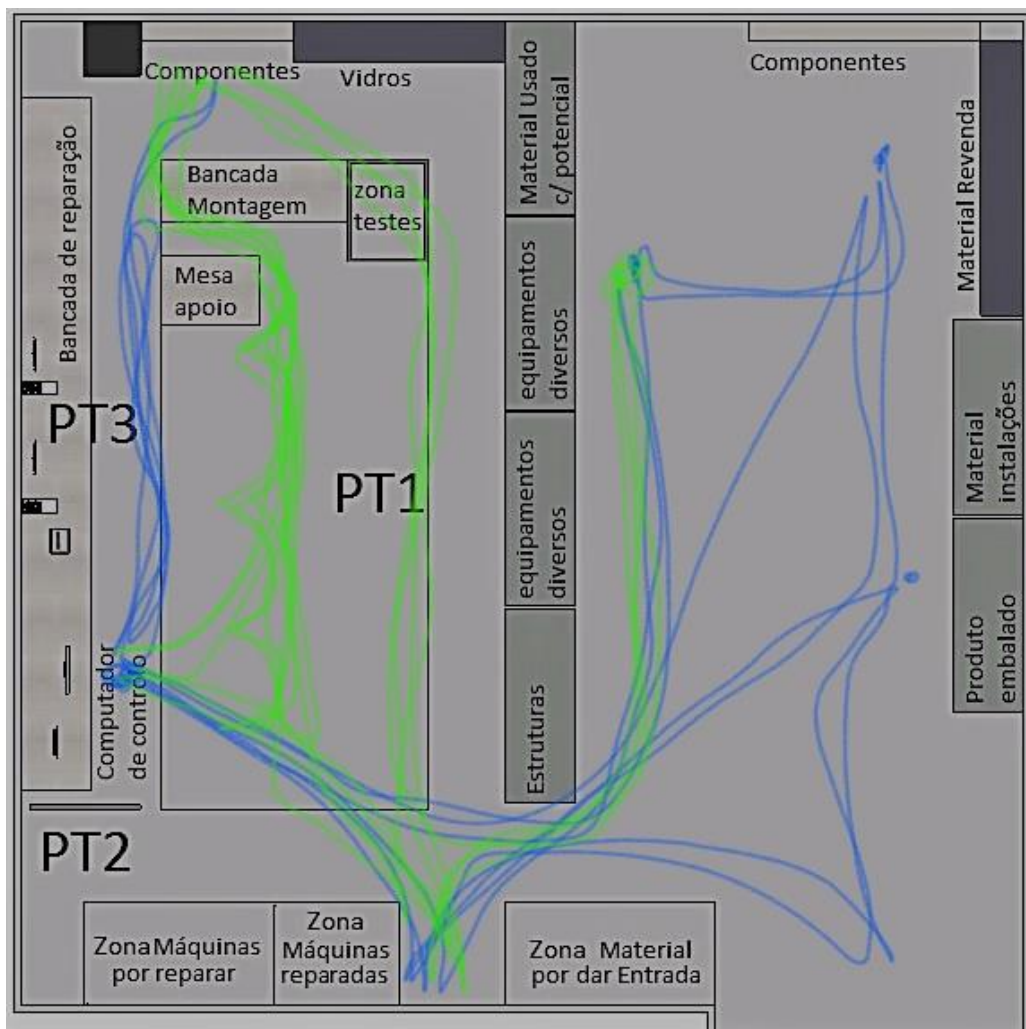 Componentes
Vidros
Componentes
Bancada de reparação
Bancada
Montagem
zona
testes
Material Usado
c/ potencial
Material Revenda
Mesa
apoio
equipamentos
diversos
PT3
PT1
equipamentos
diversos
Material
instalações
Produto
embalado
Computador
de controlo
Estruturas
PT2
Zona Máquinas
por reparar
Zona
Máquinas
reparadas
Zona Material
por dar Entrada